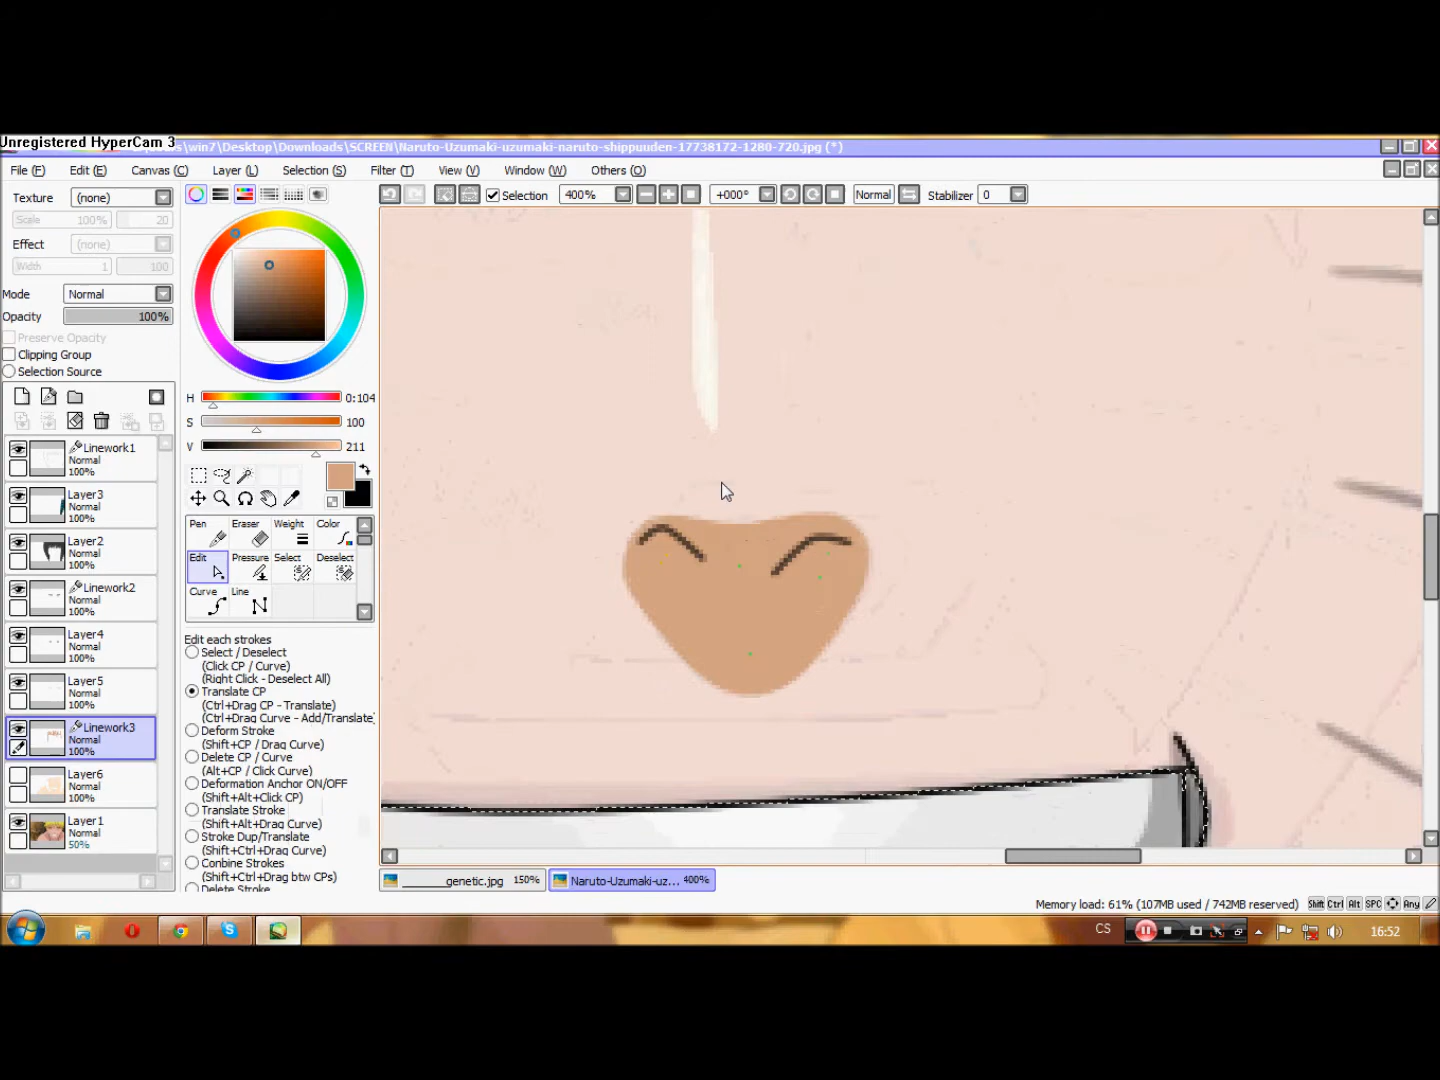 Unregistered HyperCam 3
\win7\Desktop\Downloads\SCREEN\Naruto-Uzumaki-uzumaki-naruto-shippuuden-17738172-1280-720.jpg (*)
File (F) Edit (E) Canvas (C) Layer (L) Selection (S) Filter (T) View (V) Window (W) Others (O)
Texture (none)
Scale 100% 20
Effect (none)
Width 1 100
Mode Normal
Opacity 100%
Preserve Opacity
Clipping Group
Selection Source
Selection 400% +000° Normal Stabilizer 0
H 0:104
S 100
V 211
Linework1
Normal
100%
Layer3
Normal
100%
Layer2
Normal
100%
Linework2
Normal
100%
Layer4
Normal
100%
Layer5
Normal
100%
Linework3
Normal
100%
Layer6
Normal
100%
Layer1
Normal
50%
Pen Eraser Weight Color
Edit Pressure Select Deselect
Curve Line
Edit each strokes
Select / Deselect
(Click CP / Curve)
(Right Click - Deselect All)
Translate CP
(Ctrl+Drag CP - Translate)
(Ctrl+Drag Curve - Add/Translate)
Deform Stroke
(Shift+CP / Drag Curve)
Delete CP / Curve
(Alt+CP / Click Curve)
Deformation Anchor ON/OFF
(Shift+Alt+Click CP)
Translate Stroke
(Shift+Alt+Drag Curve)
Stroke Dup/Translate
(Shift+Ctrl+Drag Curve)
Combine Strokes
(Shift+Ctrl+Drag btw CPs)
Delete Stroke
_______genetic.jpg 150% Naruto-Uzumaki-uz... 400%
Memory load: 61% (107MB used / 742MB reserved) Shift Ctrl Alt SPC Any
CS 16:52